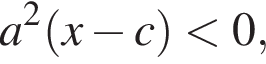 a²(x − c) < 0,